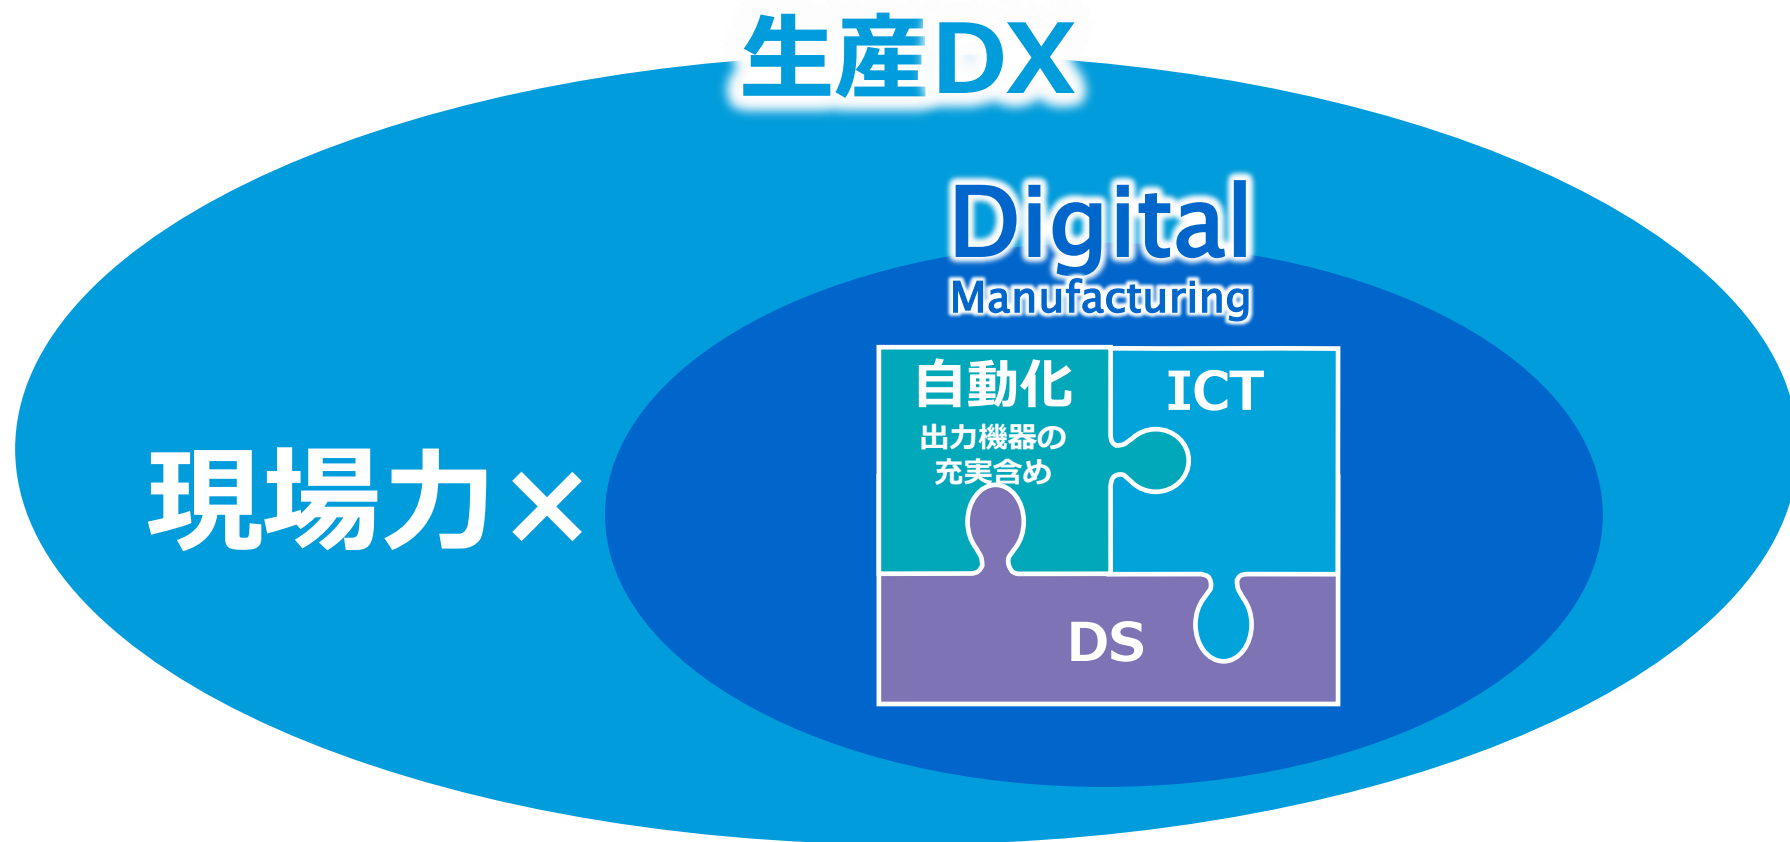 生産DX
Digital
Manufacturing
自動化
出力機器の
充実含め
ICT
現場力×
DS